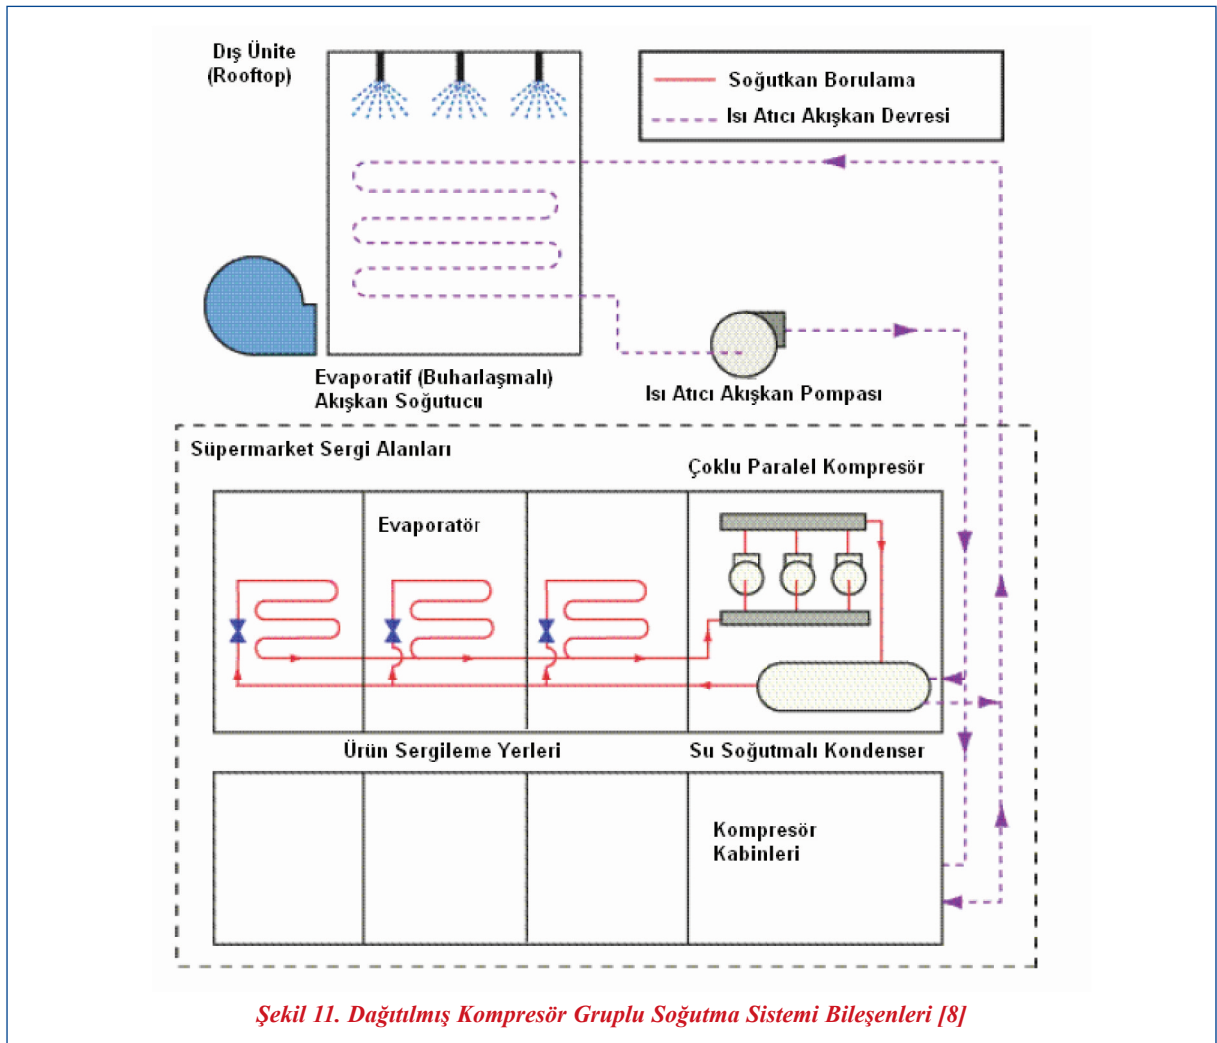 Dış Ünite
(Rooftop)
Soğutkan Borulama
Isı Atıcı Akışkan Devresi
Evaporatif (Buharlaşmalı)
Akışkan Soğutucu
Isı Atıcı Akışkan Pompası
Süpermarket Sergi Alanları
Çoklu Paralel Kompresör
Evaporatör
Ürün Sergileme Yerleri
Su Soğutmalı Kondenser
Kompresör
Kabinleri
Şekil 11. Dağıtılmış Kompresör Gruplu Soğutma Sistemi Bileşenleri [8]